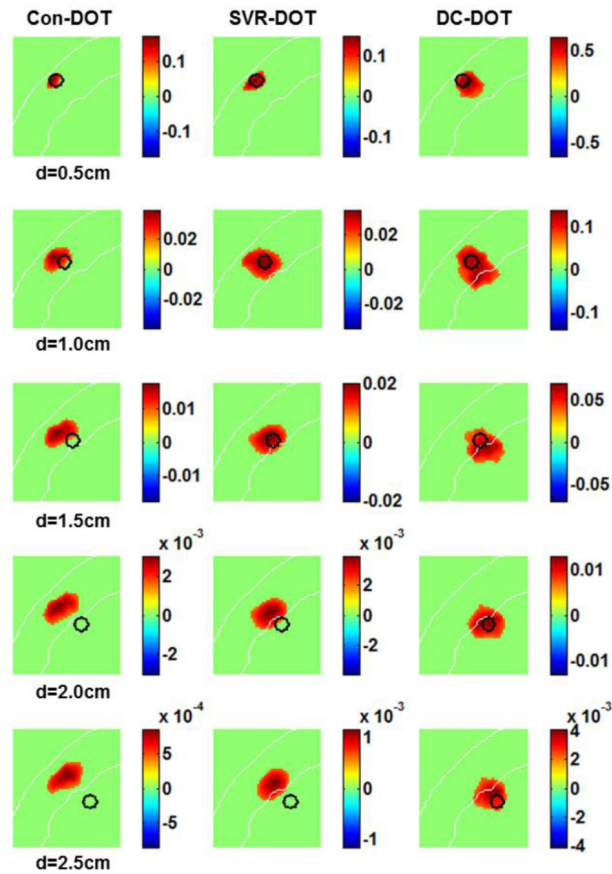 Con-DOT SVR-DOT DC-DOT
0.1 0.1 0.5
0 0 0
-0.1 -0.1 -0.5
d=0.5cm
0.02 0.02 0.1
0 0 0
-0.02 -0.02 -0.1
d=1.0cm
0.01 0.02 0.05
0 0 0
-0.01 -0.02 -0.05
d=1.5cm
x 10⁻³ x 10⁻³
2 2 0.01
0 0 0
-2 -2 -0.01
d=2.0cm
x 10⁻⁴ x 10⁻³ x 10⁻³
5 1 4
2
0 0 0
-2
-5 -1 -4
d=2.5cm